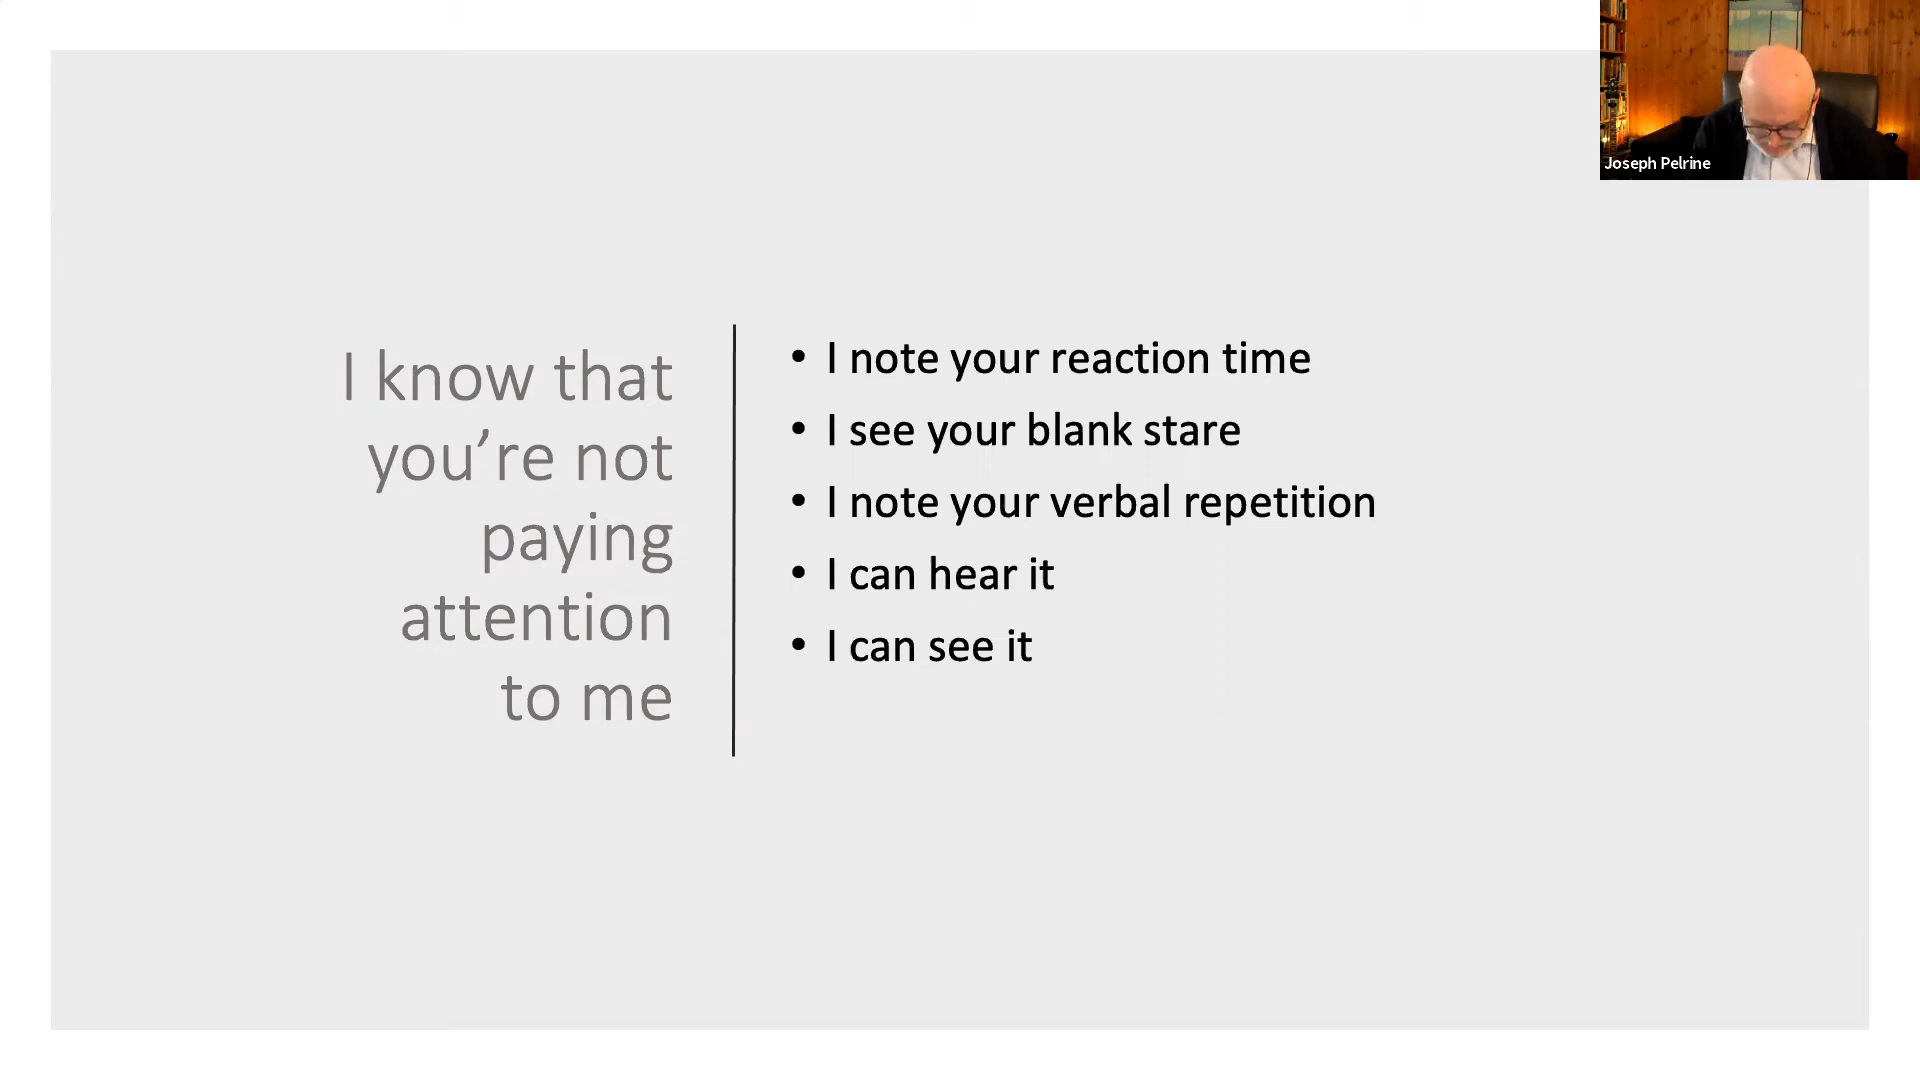 I know that
you’re not
paying
attention
to me
• I note your reaction time
• I see your blank stare
• I note your verbal repetition
• I can hear it
• I can see it
Joseph Pelrine